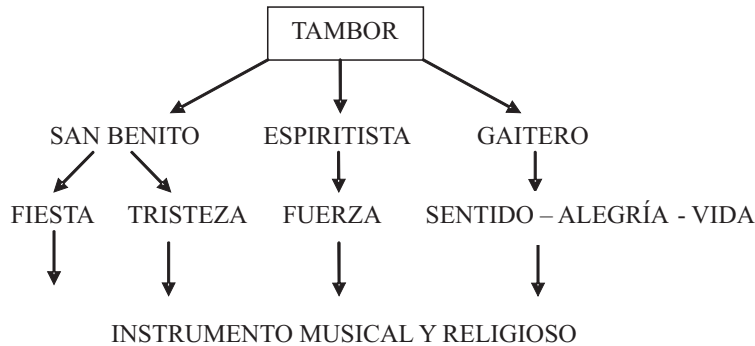 TAMBOR
SAN BENITO ESPIRITISTA GAITERO
FIESTA TRISTEZA FUERZA SENTIDO – ALEGRÍA - VIDA
INSTRUMENTO MUSICAL Y RELIGIOSO